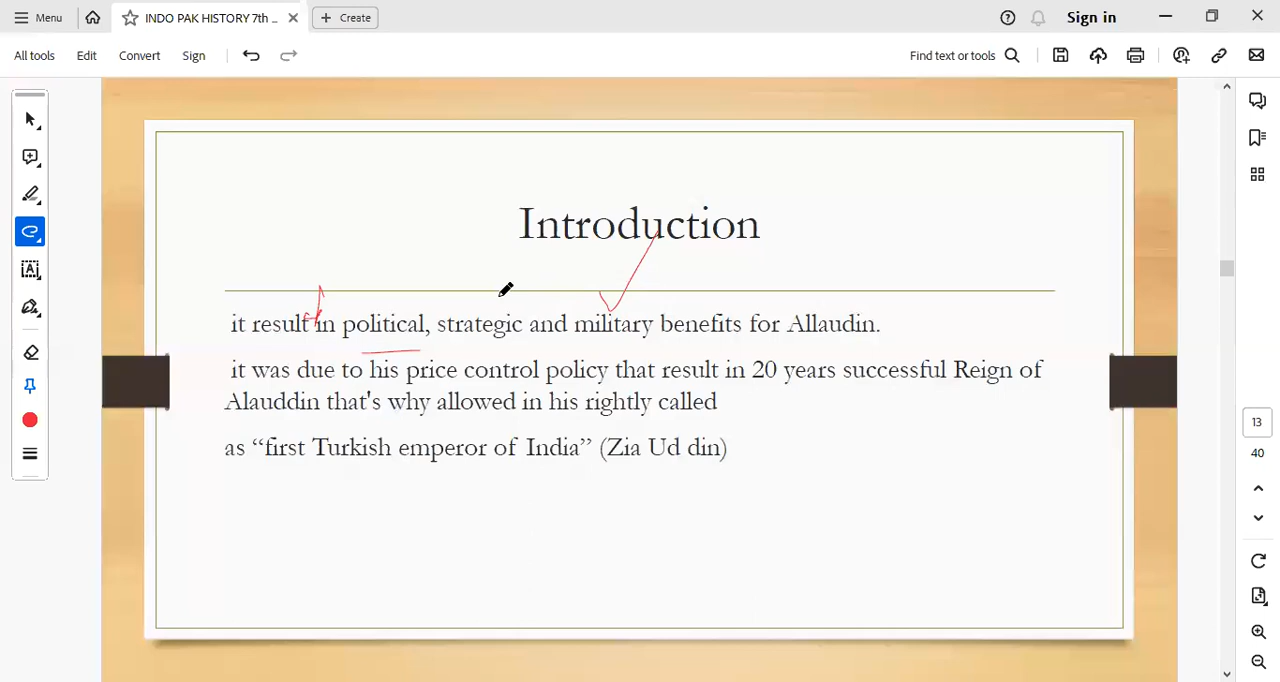 Menu
INDO PAK HISTORY 7th ...
Create
Sign in
All tools
Edit
Convert
Sign
Find text or tools
Introduction
it result in political, strategic and military benefits for Allaudin.
it was due to his price control policy that result in 20 years successful Reign of
Alauddin that's why allowed in his rightly called
as “first Turkish emperor of India” (Zia Ud din)
13
40